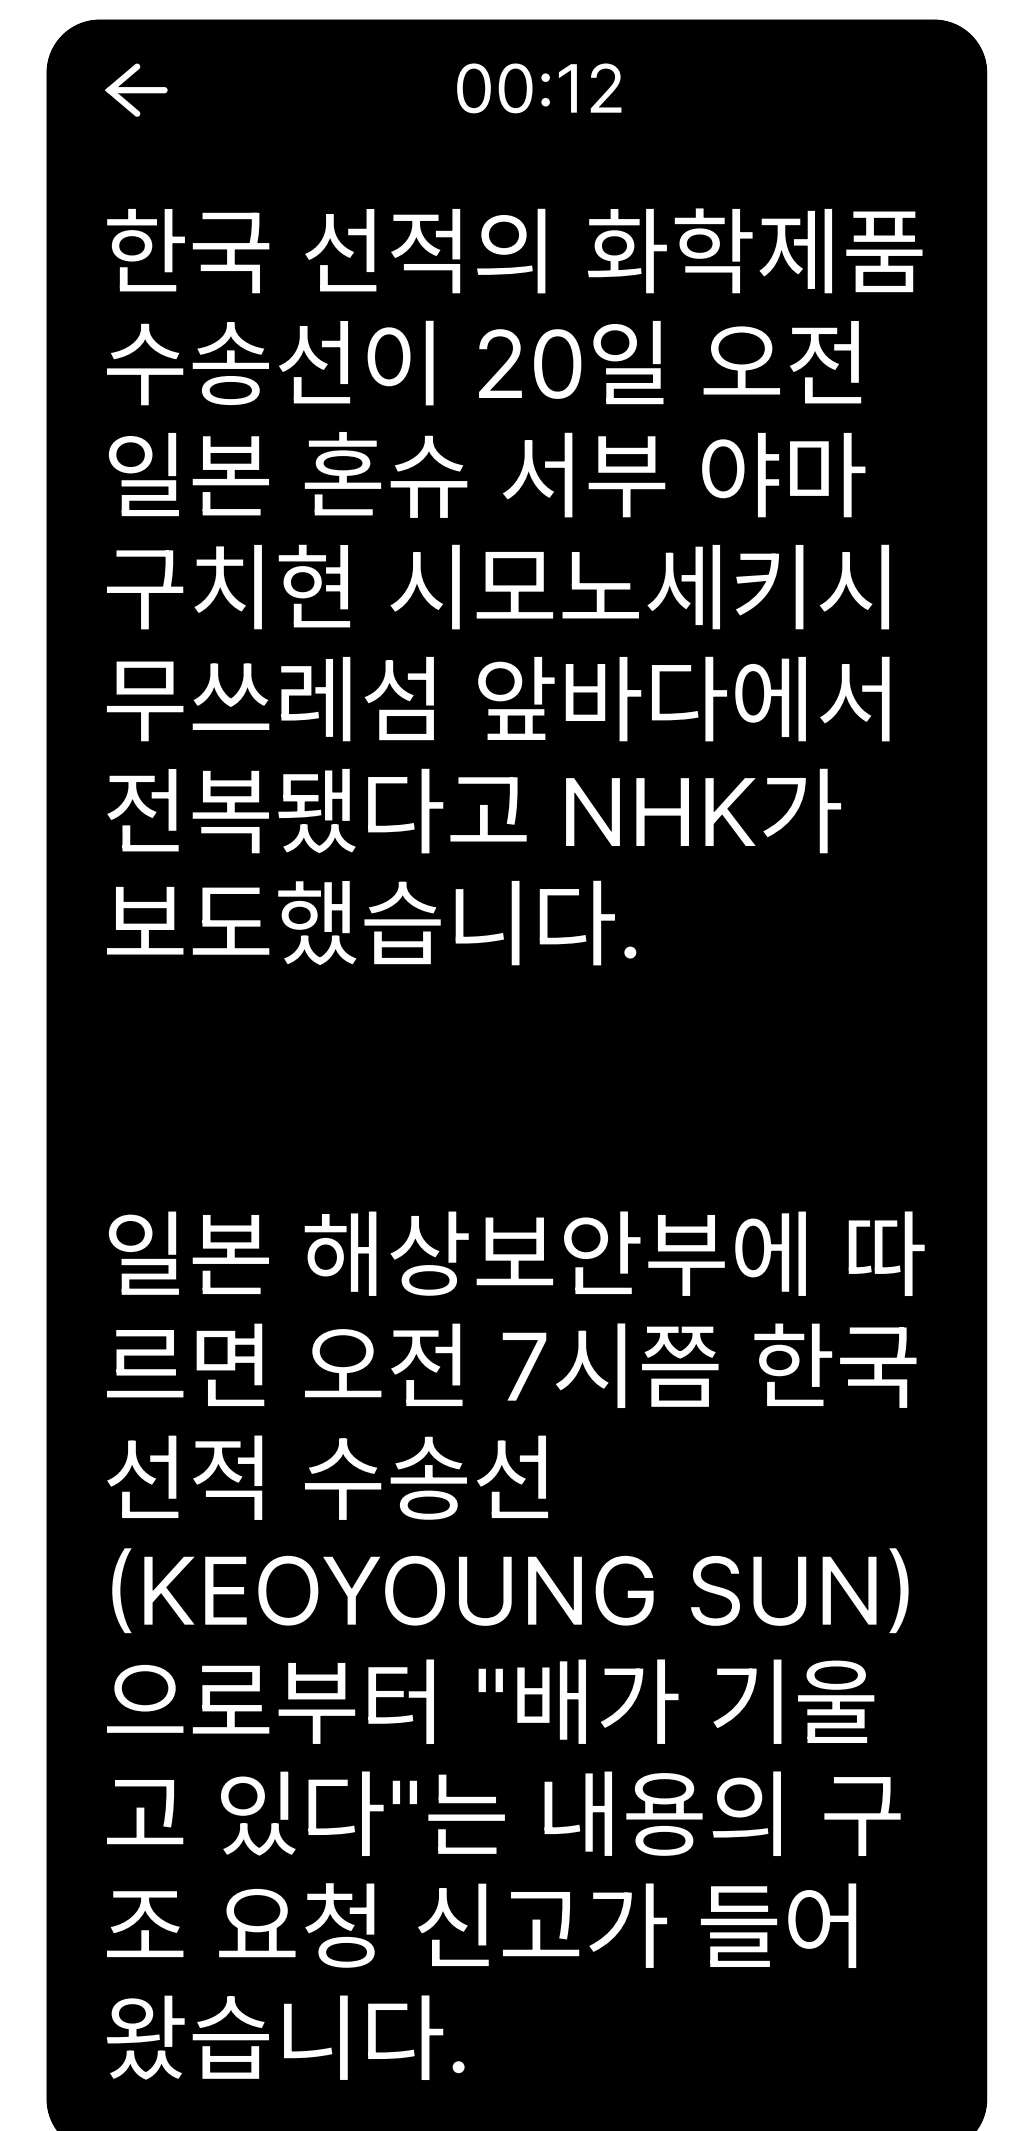 00:12
한국 선적의 화학제품
수송선이 20일 오전
일본 혼슈 서부 야마
구치현 시모노세키시
무쓰레섬 앞바다에서
전복됐다고 NHK가
보도했습니다.
일본 해상보안부에 따
르면 오전 7시쯤 한국
선적 수송선
(KEOYOUNG SUN)
으로부터 "배가 기울
고 있다"는 내용의 구
조 요청 신고가 들어
왔습니다.